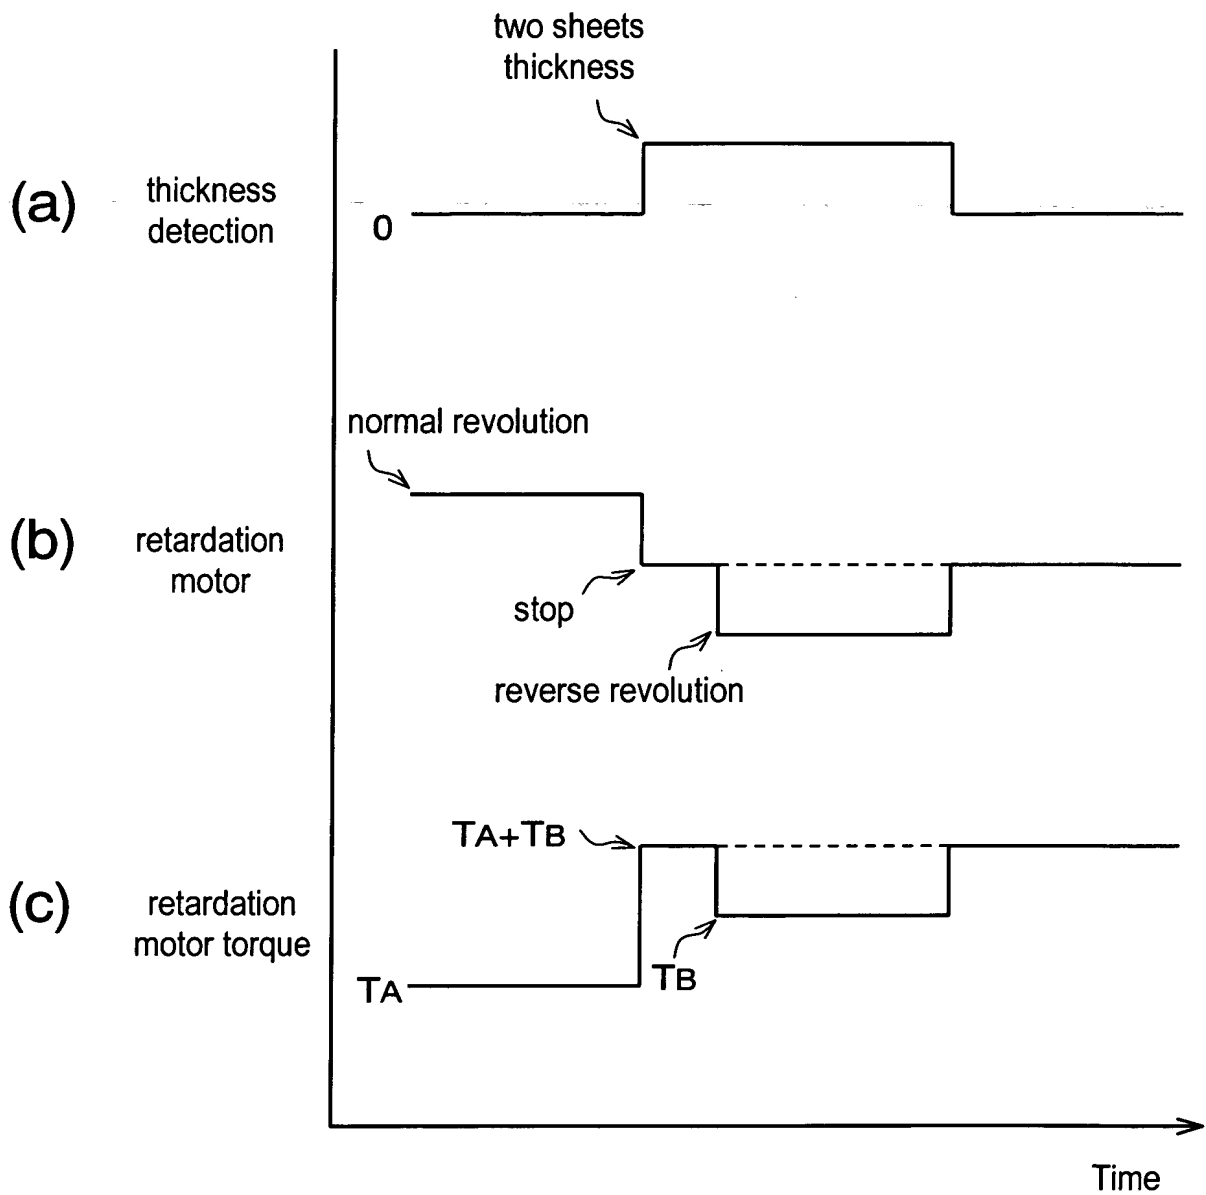 two sheets
thickness
(a)
thickness
detection
0
normal revolution
(b)
retardation
motor
stop
reverse revolution
TA+TB
(c)
retardation
motor torque
TB
TA
Time